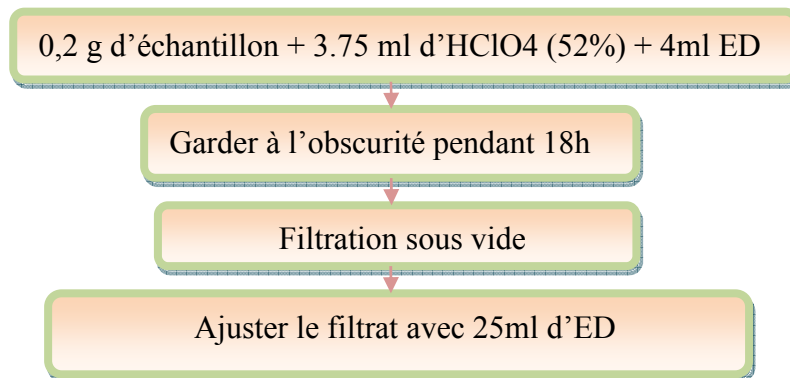 0,2 g d’échantillon + 3.75 ml d’HClO4 (52%) + 4ml ED
Garder à l’obscurité pendant 18h
Filtration sous vide
Ajuster le filtrat avec 25ml d’ED